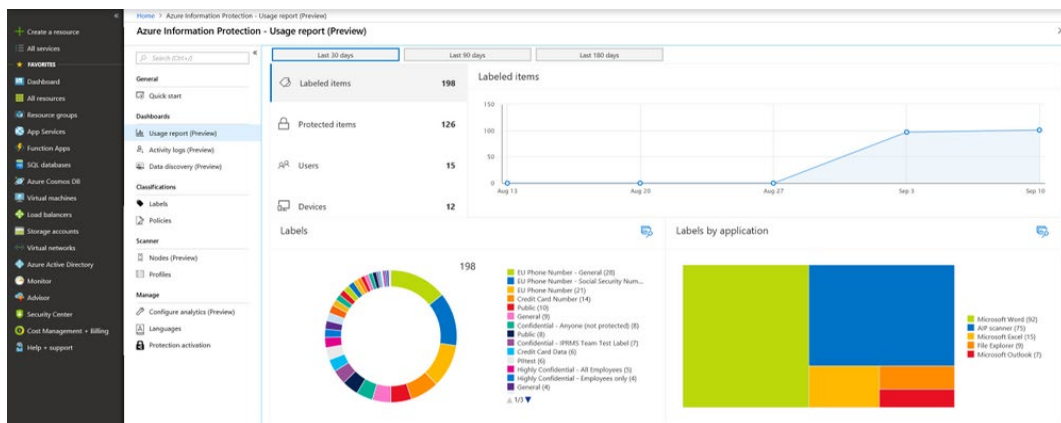 Home > Azure Information Protection - Usage report (Preview)
Azure Information Protection - Usage report (Preview)
Create a resource
All services
FAVORITES
Dashboard
All resources
Resource groups
App Services
Function Apps
SQL databases
Azure Cosmos DB
Virtual machines
Load balancers
Storage accounts
Virtual networks
Azure Active Directory
Monitor
Advisor
Security Center
Cost Management + Billing
Help + support
Search (Ctrl+/)
General
Quick start
Dashboards
Usage report (Preview)
Activity logs (Preview)
Data discovery (Preview)
Classifications
Labels
Policies
Scanner
Nodes (Preview)
Profiles
Manage
Configure analytics (Preview)
Languages
Protection activation
Last 30 days
Last 90 days
Last 180 days
Labeled items 198
Protected items 126
Users 15
Devices 12
Labeled items
150
100
50
0
Aug 13
Aug 20
Aug 27
Sep 3
Sep 10
Labels
198
EU Phone Number - General (28)
EU Phone Number - Social Security Num...
EU Phone Number (21)
Credit Card Number (14)
Public (10)
General (9)
Confidential - Anyone (not protected) (8)
Public (8)
Confidential - IPRMS Team Test Label (7)
Credit Card Data (6)
PIItest (6)
Highly Confidential - All Employees (5)
Highly Confidential - Employees only (4)
General (4)
1/3
Labels by application
Microsoft Word (92)
AIP scanner (75)
Microsoft Excel (15)
File Explorer (9)
Microsoft Outlook (7)